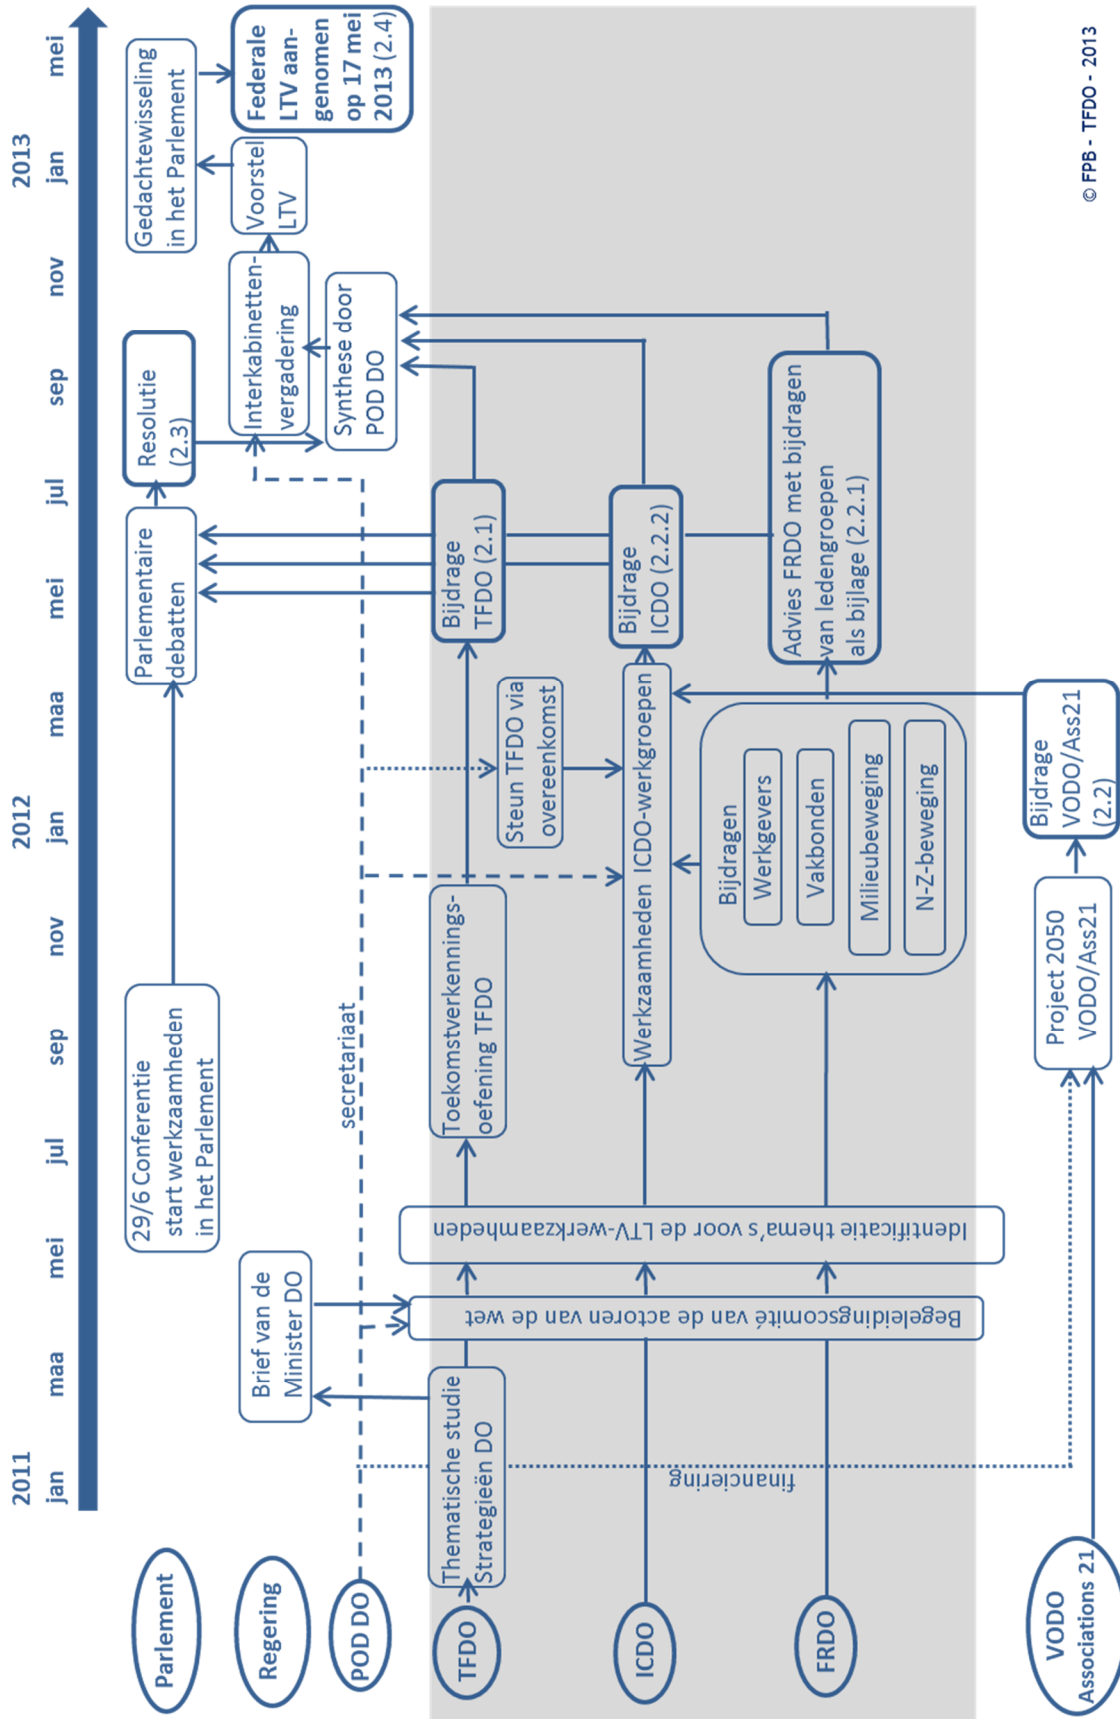 2011
2012
2013
jan
maa
mei
jul
sep
nov
jan
maa
mei
jul
sep
nov
jan
mei
Parlement
29/6 Conferentie
start werkzaamheden
in het Parlement
Parlementaire
debatten
Resolutie
(2.3)
Gedachtewisseling
in het Parlement
Regering
Brief van de
Minister DO
Interkabinetten-
vergadering
Voorstel
LTV
Federale
LTV aan-
genomen
op 17 mei
2013 (2.4)
POD DO
secretariaat
Synthese door
POD DO
TFDO
Thematische studie
Strategieën DO
Toekomstverkennings-
oefening TFDO
Bijdrage
TFDO (2.1)
Steun TFDO via
overeenkomst
Begeleidingscomité van de actoren van de wet
Identificatie thema's voor de LTV-werkzaamheden
financiering
ICDO
Werkzaamheden ICDO-werkgroepen
Bijdrage
ICDO (2.2.2)
FRDO
Bijdragen
Werkgevers
Vakbonden
Milieubeweging
N-Z-beweging
Advies FRDO met bijdragen
van ledengroepen
als bijlage (2.2.1)
VODO
Associations 21
Project 2050
VODO/Ass21
Bijdrage
VODO/Ass21
(2.2)
© FPB - TFDO - 2013